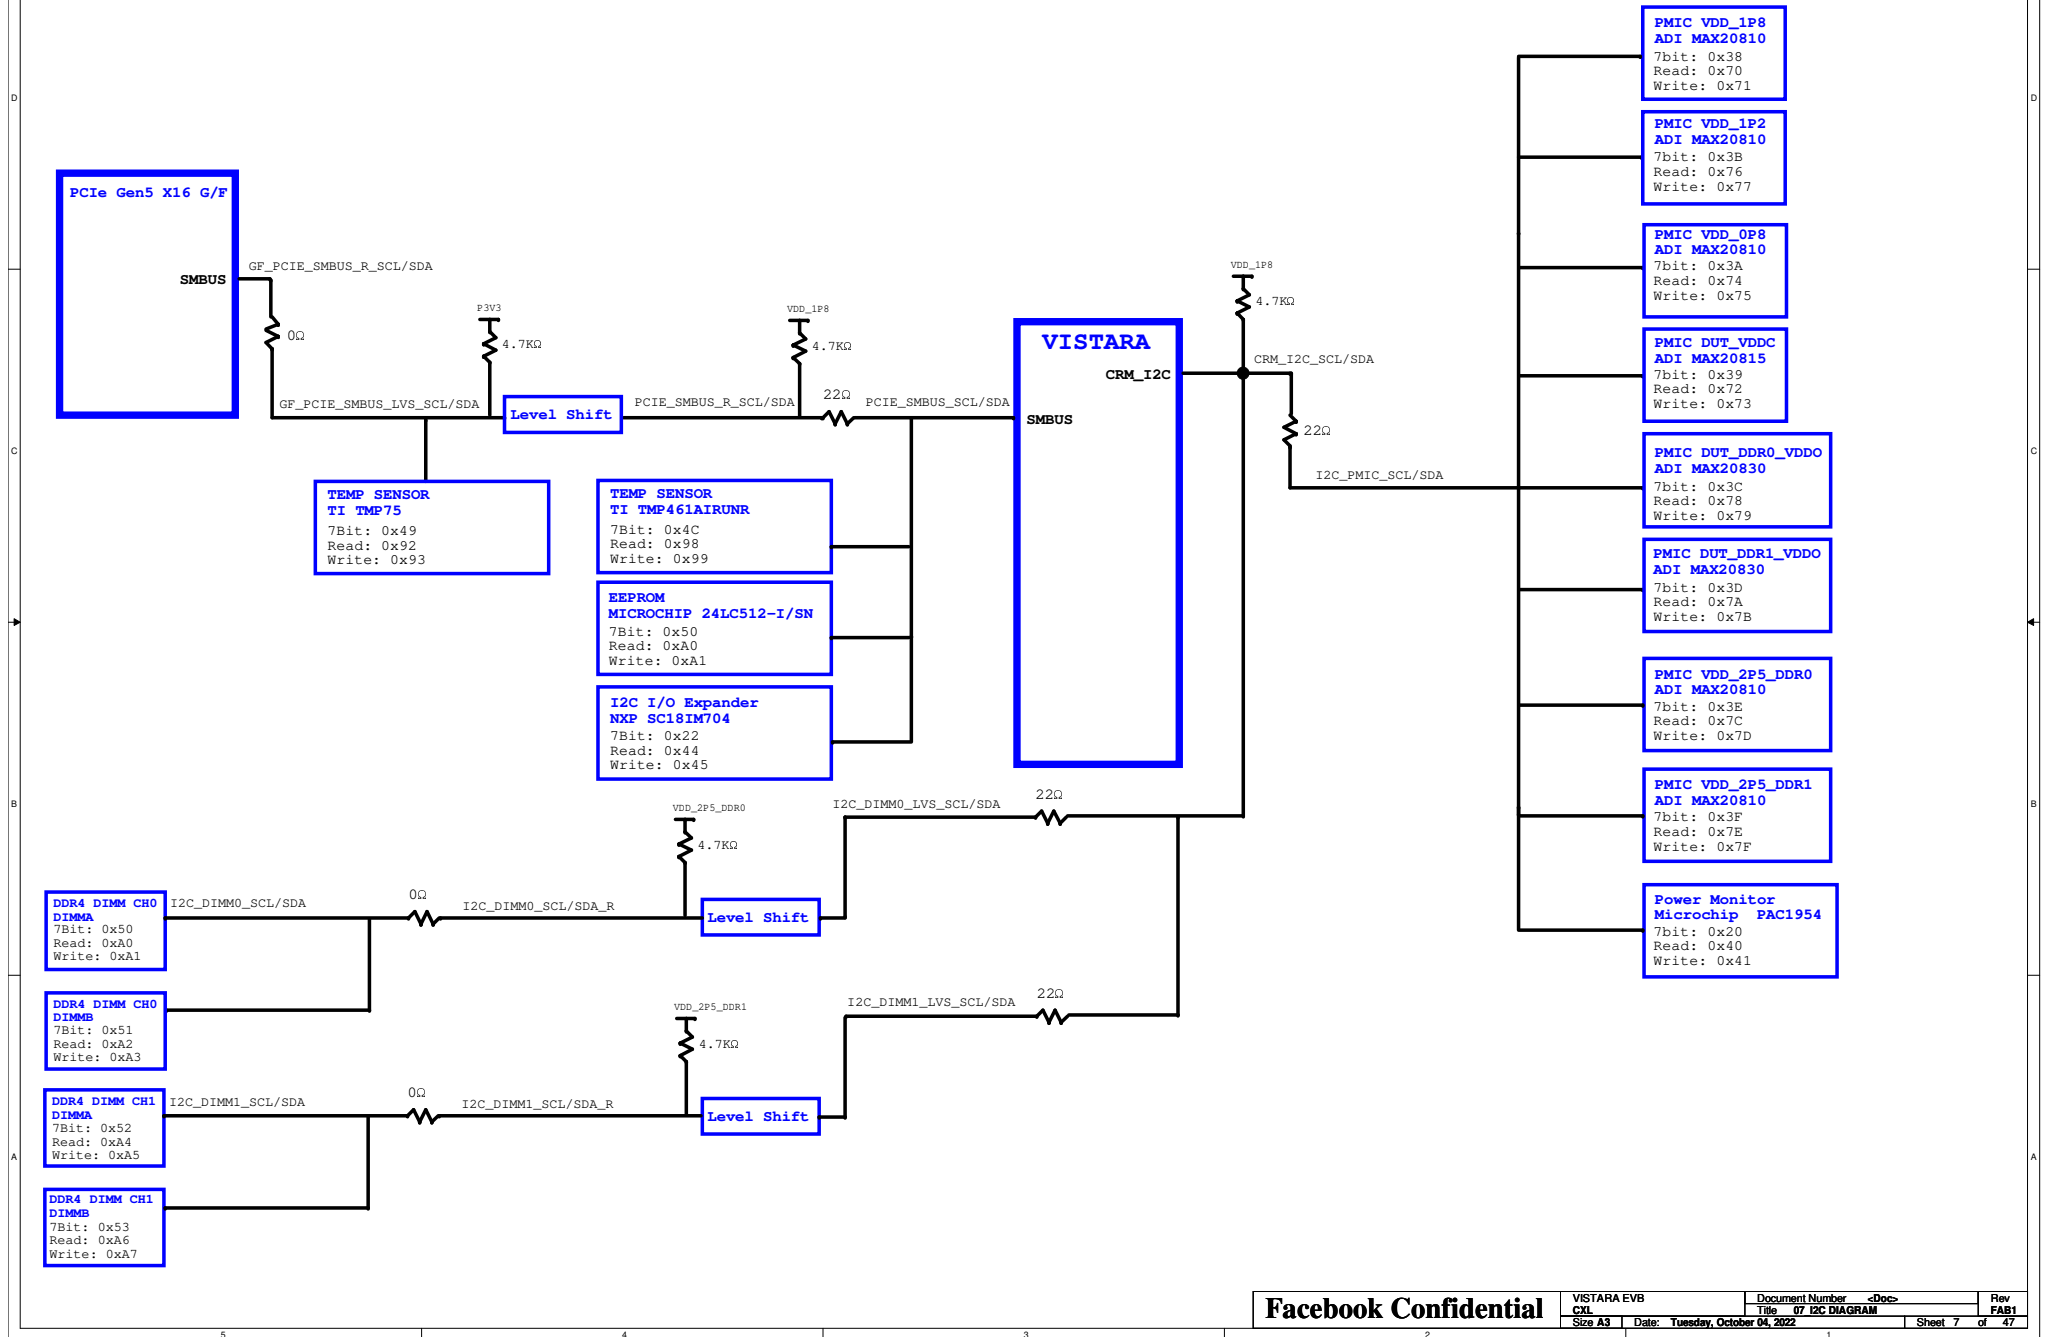 PMIC VDD_1P8
ADI MAX20810
7bit: 0x38
Read: 0x70
Write: 0x71
D
D
PMIC VDD_1P2
ADI MAX20810
7bit: 0x3B
Read: 0x76
Write: 0x77
PCIe Gen5 X16 G/F
SMBUS
GF_PCIE_SMBUS_R_SCL/SDA
0Ω
PMIC VDD_0P8
ADI MAX20810
7bit: 0x3A
Read: 0x74
Write: 0x75
P3V3
4.7KΩ
VDD_1P8
4.7KΩ
VDD_1P8
4.7KΩ
VISTARA
CRM_I2C
SMBUS
CRM_I2C_SCL/SDA
22Ω
I2C_PMIC_SCL/SDA
PMIC DUT_VDDC
ADI MAX20815
7bit: 0x39
Read: 0x72
Write: 0x73
GF_PCIE_SMBUS_LVS_SCL/SDA
Level Shift
PCIE_SMBUS_R_SCL/SDA
22Ω
PCIE_SMBUS_SCL/SDA
C
C
PMIC DUT_DDR0_VDDO
ADI MAX20830
7bit: 0x3C
Read: 0x78
Write: 0x79
TEMP SENSOR
TI TMP75
7Bit: 0x49
Read: 0x92
Write: 0x93
TEMP SENSOR
TI TMP461AIRUNR
7Bit: 0x4C
Read: 0x98
Write: 0x99
PMIC DUT_DDR1_VDDO
ADI MAX20830
7bit: 0x3D
Read: 0x7A
Write: 0x7B
EEPROM
MICROCHIP 24LC512-I/SN
7Bit: 0x50
Read: 0xA0
Write: 0xA1
I2C I/O Expander
NXP SC18IM704
7Bit: 0x22
Read: 0x44
Write: 0x45
PMIC VDD_2P5_DDR0
ADI MAX20810
7bit: 0x3E
Read: 0x7C
Write: 0x7D
PMIC VDD_2P5_DDR1
ADI MAX20810
7bit: 0x3F
Read: 0x7E
Write: 0x7F
B
B
VDD_2P5_DDR0
4.7KΩ
I2C_DIMM0_LVS_SCL/SDA
22Ω
Power Monitor
Microchip  PAC1954
7bit: 0x20
Read: 0x40
Write: 0x41
DDR4 DIMM CH0
DIMMA
7Bit: 0x50
Read: 0xA0
Write: 0xA1
I2C_DIMM0_SCL/SDA
0Ω
I2C_DIMM0_SCL/SDA_R
Level Shift
DDR4 DIMM CH0
DIMMB
7Bit: 0x51
Read: 0xA2
Write: 0xA3
VDD_2P5_DDR1
4.7KΩ
I2C_DIMM1_LVS_SCL/SDA
22Ω
DDR4 DIMM CH1
DIMMA
7Bit: 0x52
Read: 0xA4
Write: 0xA5
I2C_DIMM1_SCL/SDA
0Ω
I2C_DIMM1_SCL/SDA_R
Level Shift
A
A
DDR4 DIMM CH1
DIMMB
7Bit: 0x53
Read: 0xA6
Write: 0xA7
Facebook Confidential
VISTARA EVB
CXL
Document Number <Doc>
Title 07 I2C DIAGRAM
Rev
FAB1
Size A3 Date: Tuesday, October 04, 2022 Sheet 7 of 47
5 4 3 2 1